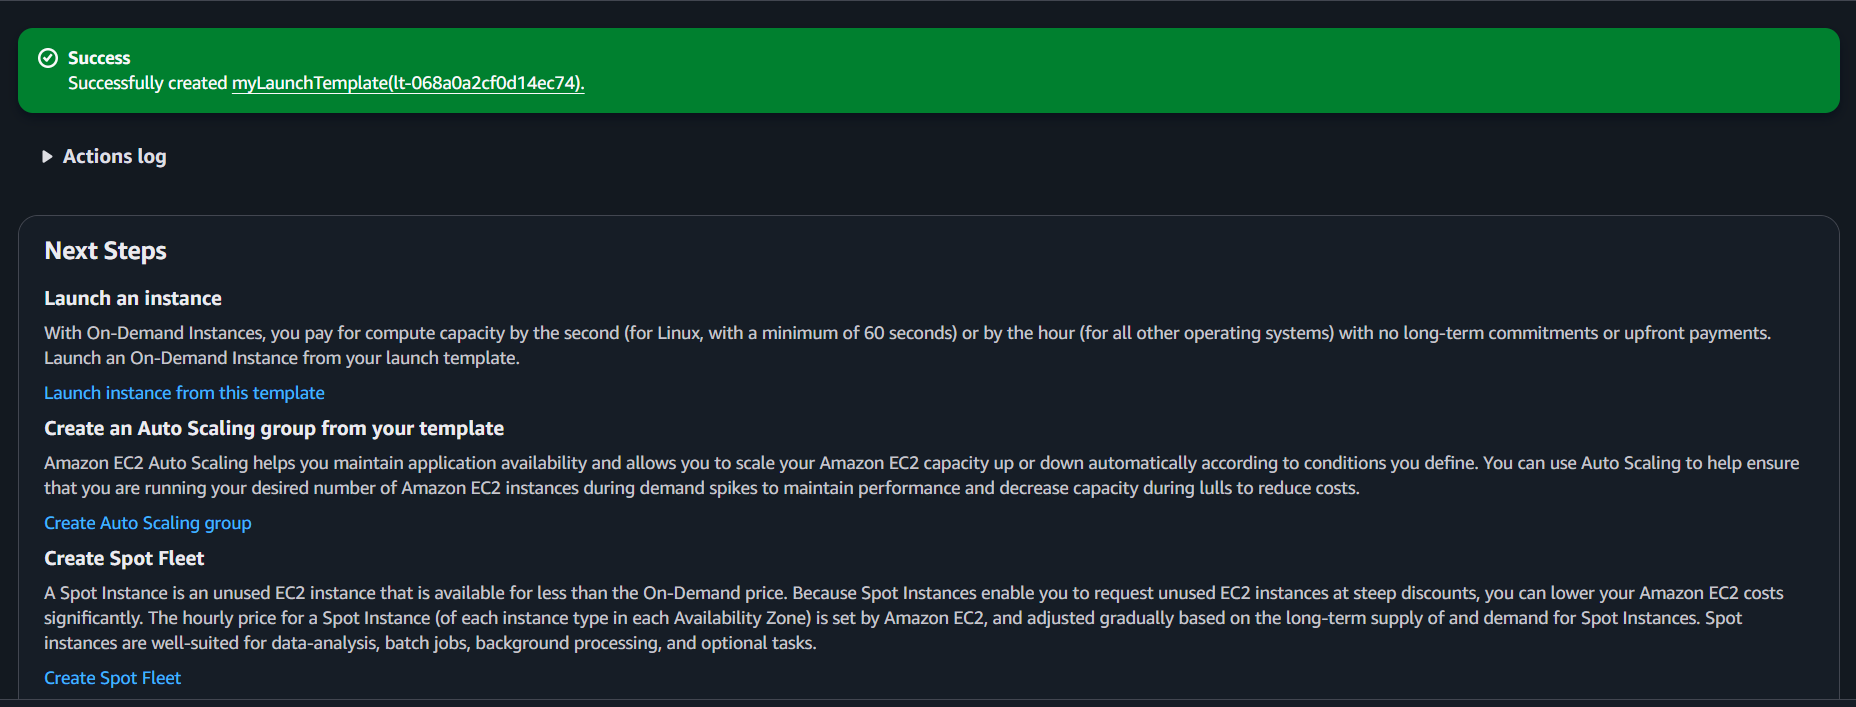 Success
Successfully created myLaunchTemplate(lt-068a0a2cf0d14ec74).
Actions log
Next Steps
Launch an instance
With On-Demand Instances, you pay for compute capacity by the second (for Linux, with a minimum of 60 seconds) or by the hour (for all other operating systems) with no long-term commitments or upfront payments.
Launch an On-Demand Instance from your launch template.
Launch instance from this template
Create an Auto Scaling group from your template
Amazon EC2 Auto Scaling helps you maintain application availability and allows you to scale your Amazon EC2 capacity up or down automatically according to conditions you define. You can use Auto Scaling to help ensure
that you are running your desired number of Amazon EC2 instances during demand spikes to maintain performance and decrease capacity during lulls to reduce costs.
Create Auto Scaling group
Create Spot Fleet
A Spot Instance is an unused EC2 instance that is available for less than the On-Demand price. Because Spot Instances enable you to request unused EC2 instances at steep discounts, you can lower your Amazon EC2 costs
significantly. The hourly price for a Spot Instance (of each instance type in each Availability Zone) is set by Amazon EC2, and adjusted gradually based on the long-term supply of and demand for Spot Instances. Spot
instances are well-suited for data-analysis, batch jobs, background processing, and optional tasks.
Create Spot Fleet